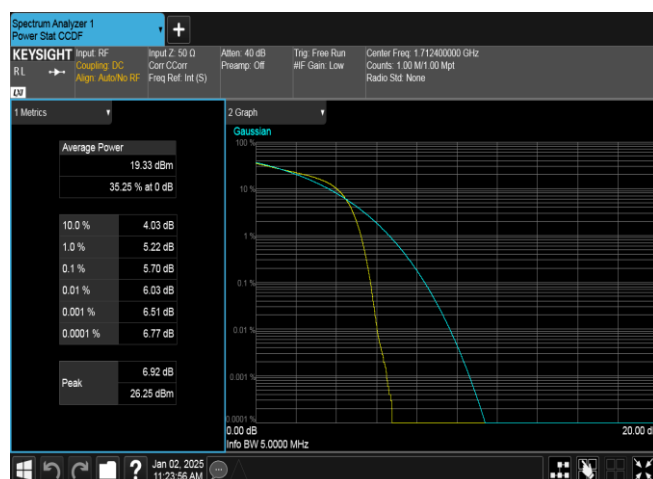 Spectrum Analyzer 1
Power Stat CCDF
+
KEYSIGHT
RL
LXI
Input: RF
Coupling: DC
Align: Auto/No RF
Input Z: 50 Ω
Corr CCorr
Freq Ref: Int (S)
Atten: 40 dB
Preamp: Off
Trig: Free Run
#IF Gain: Low
Center Freq: 1.712400000 GHz
Counts: 1.00 M/1.00 Mpt
Radio Std: None
1 Metrics
Average Power
19.33 dBm
35.25 % at 0 dB
10.0 % 4.03 dB
1.0 % 5.22 dB
0.1 % 5.70 dB
0.01 % 6.03 dB
0.001 % 6.51 dB
0.0001 % 6.77 dB
Peak
6.92 dB
26.25 dBm
2 Graph
Gaussian
100 %
10 %
1 %
0.1 %
0.01 %
0.001 %
0.0001 %
0.00 dB
20.00 d
Info BW 5.0000 MHz
?
Jan 02, 2025
11:23:56 AM